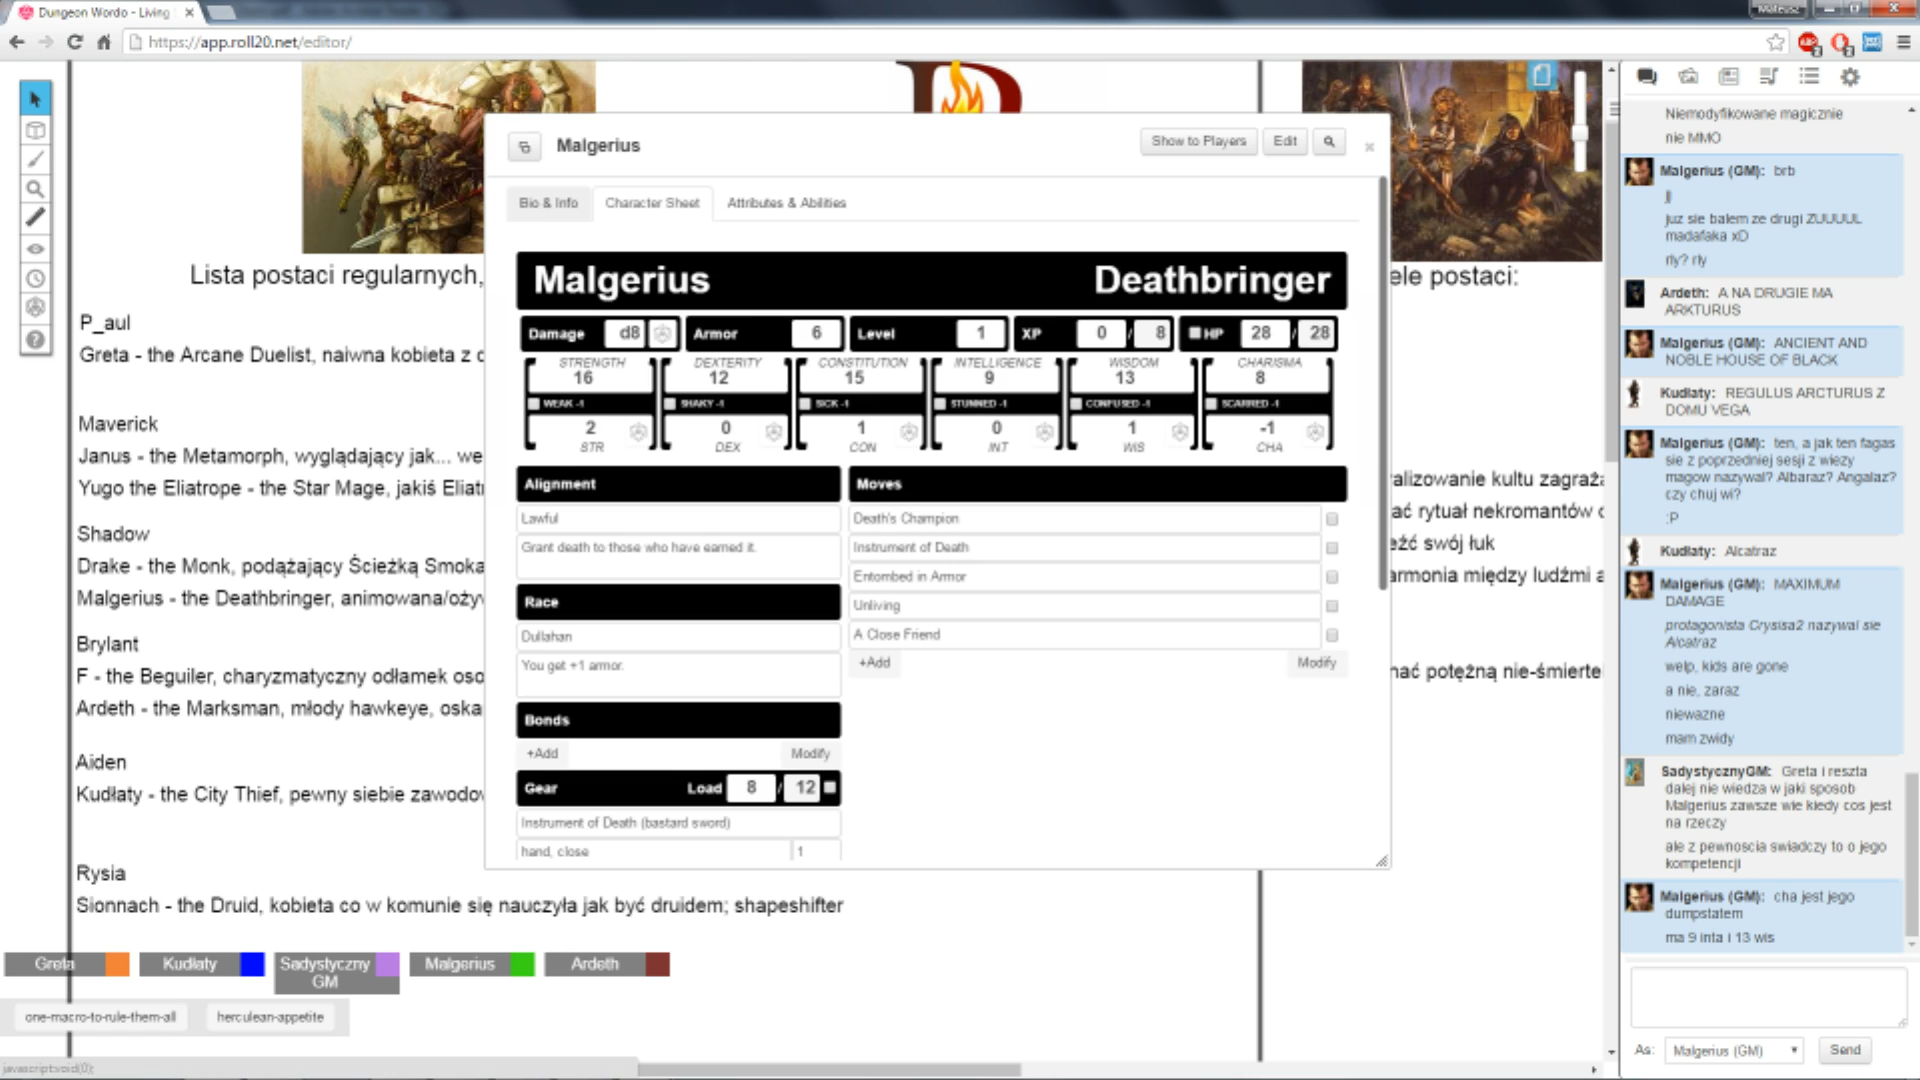 Dungeon Wordo - Living
Mateusz
https://app.roll20.net/editor/
Lista postaci regularnych,
ele postaci:
P_aul
Greta - the Arcane Duelist, naiwna kobieta z
Maverick
Janus - the Metamorph, wyglądający jak... we
Yugo the Eliatrope - the Star Mage, jakiś Eliatr
Shadow
Drake - the Monk, podążający Ścieżką Smoka
Malgerius - the Deathbringer, animowana/oży
Brylant
F - the Beguiler, charyzmatyczny odłamek oso
Ardeth - the Marksman, młody hawkeye, oska
Aiden
Kudłaty - the City Thief, pewny siebie zawodo
Rysia
Sionnach - the Druid, kobieta co w komunie się nauczyła jak być druidem; shapeshifter
alizowanie kultu zagraż
ać rytuał nekromantów
eźć swój łuk
armonia między ludźmi a
nać potężną nie-śmierte
Malgerius
Show to Players
Edit
Bio & Info
Character Sheet
Attributes & Abilities
Malgerius Deathbringer
Damage d8 Armor 6 Level 1 XP 0 / 8 HP 28 / 28
STRENGTH DEXTERITY CONSTITUTION INTELLIGENCE WISDOM CHARISMA
16 12 15 9 13 8
WEAK -1 SHAKY -1 SICK -1 STUNNED -1 CONFUSED -1 SCARRED -1
2 0 1 0 1 -1
STR DEX CON INT WIS CHA
Alignment
Lawful
Grant death to those who have earned it.
Race
Dullahan
You get +1 armor.
Bonds
+Add Modify
Gear Load 8 / 12
Instrument of Death (bastard sword)
hand, close 1
Moves
Death's Champion
Instrument of Death
Entombed in Armor
Unliving
A Close Friend
+Add Modify
Niemodyfikowane magicznie
nie MMO
Malgerius (GM): brb
jj
juz sie balem ze drugi ZUUUUL
madafaka xD
rly? rly
Ardeth: A NA DRUGIE MA
ARKTURUS
Malgerius (GM): ANCIENT AND
NOBLE HOUSE OF BLACK
Kudłaty: REGULUS ARCTURUS Z
DOMU VEGA
Malgerius (GM): ten, a jak ten fagas
sie z poprzedniej sesji z wiezy
magow nazywal? Albaraz? Angalaz?
czy chuj wi?
:P
Kudłaty: Alcatraz
Malgerius (GM): MAXIMUM
DAMAGE
protagonista Crysisa2 nazywal sie
Alcatraz
welp, kids are gone
a nie, zaraz
niewazne
mam zwidy
SadystycznyGM: Greta i reszta
dalej nie wiedza w jaki sposob
Malgerius zawsze wie kiedy cos jest
na rzeczy
ale z pewnoscia swiadczy to o jego
kompetencji
Malgerius (GM): cha jest jego
dumpstatem
ma 9 inta i 13 wis
As: Malgerius (GM) Send
Greta
Kudłaty
Sadystyczny
GM
Malgerius
Ardeth
one-macro-to-rule-them-all
herculean-appetite
javascript:void(0);